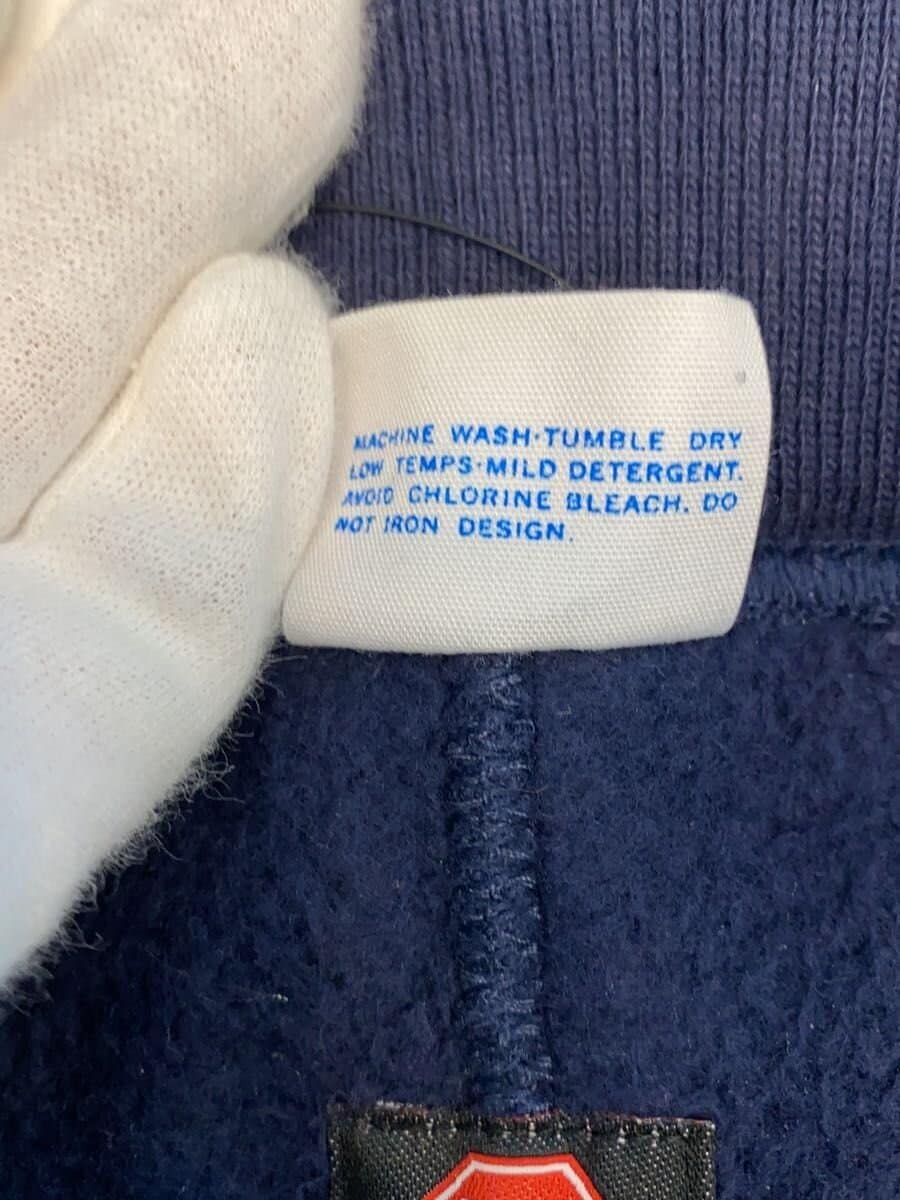 MACHINE WASH·TUMBLE DRY
LOW TEMPS·MILD DETERGENT.
AVOID CHLORINE BLEACH. DO
NOT IRON DESIGN.